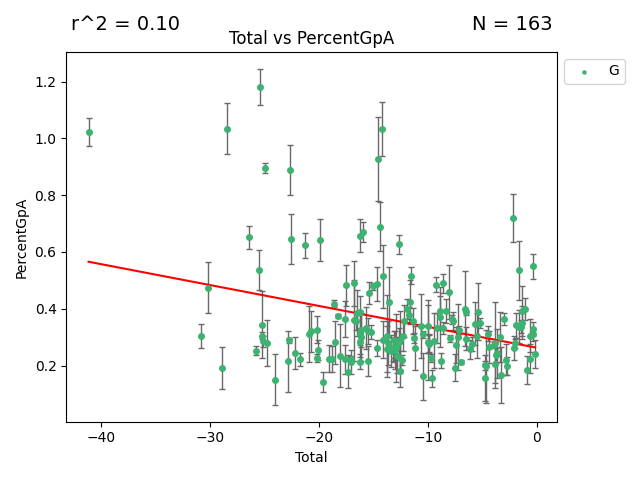 r^2 = 0.10
N = 163
Total vs PercentGpA
G
PercentGpA
1.2
1.0
0.8
0.6
0.4
0.2
−40
−30
−20
−10
0
Total